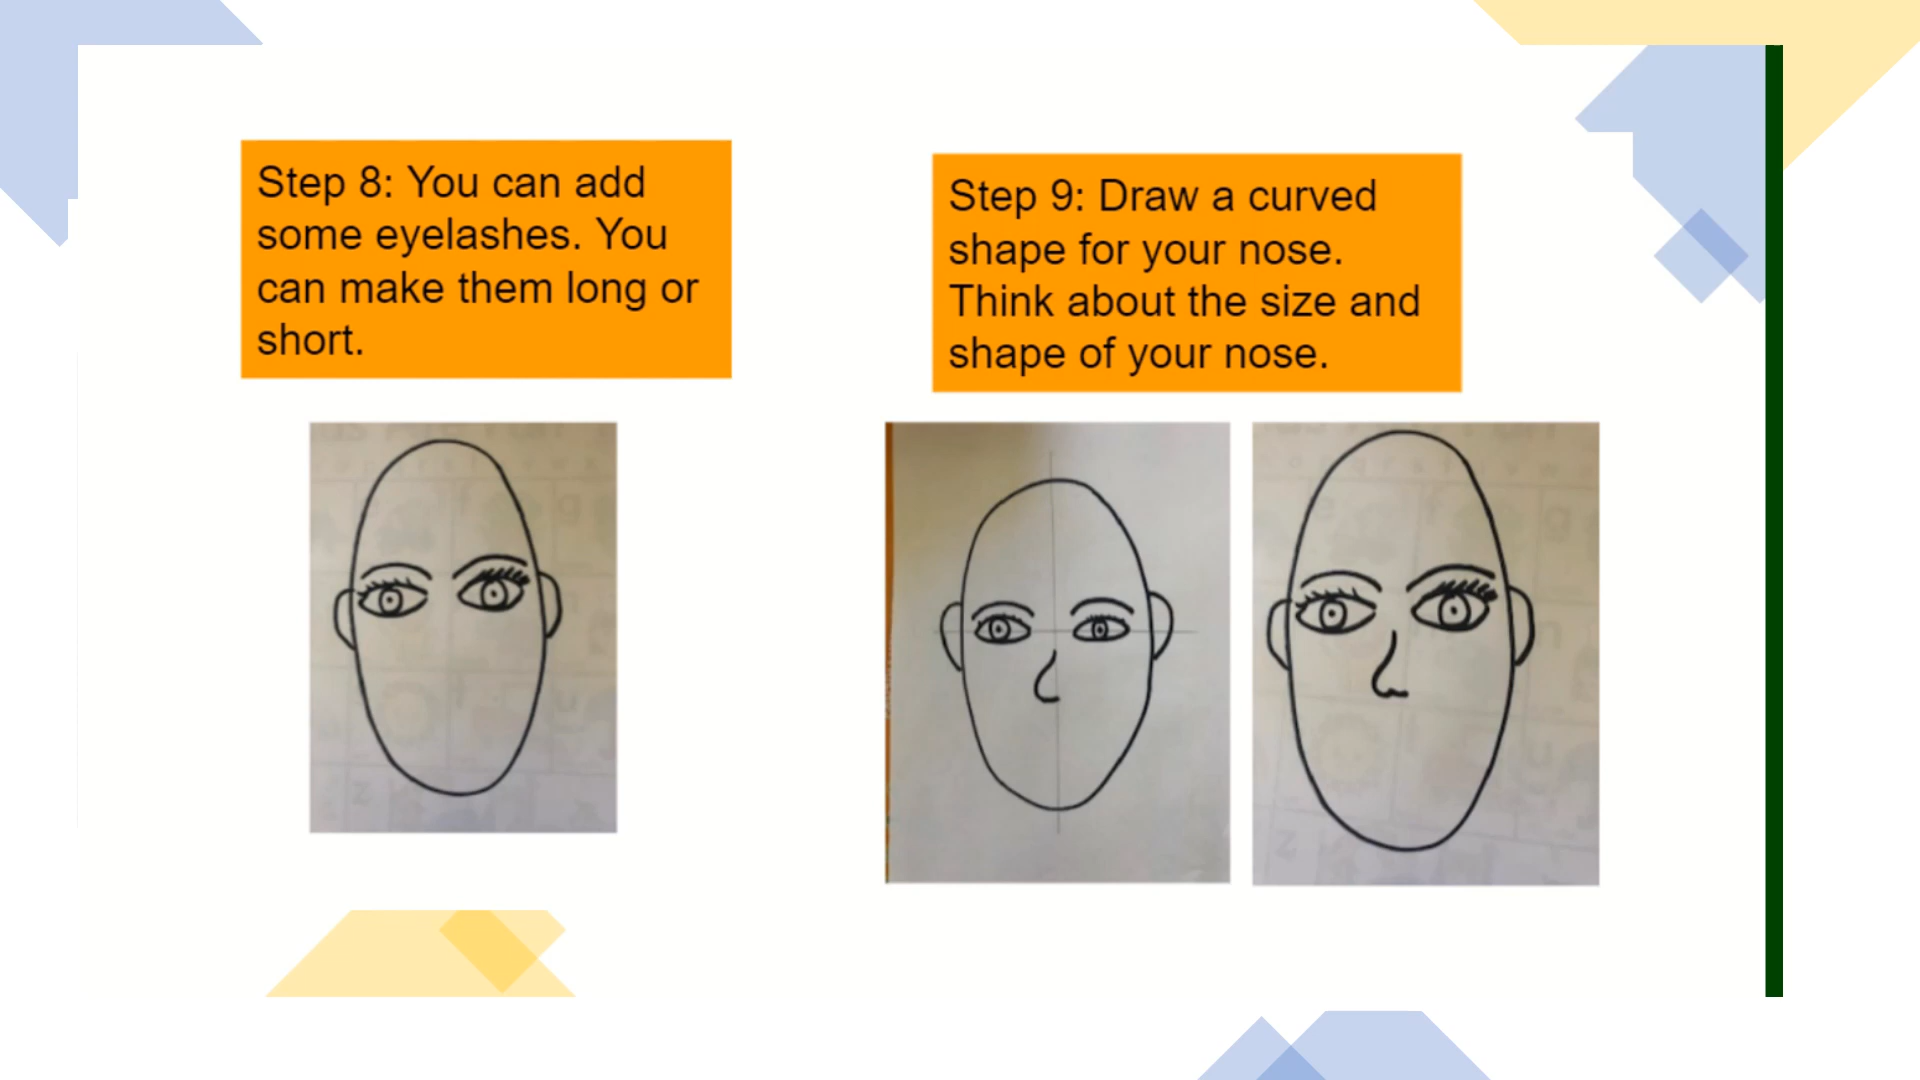 Step 8: You can add
some eyelashes. You
can make them long or
short.
Step 9: Draw a curved
shape for your nose.
Think about the size and
shape of your nose.